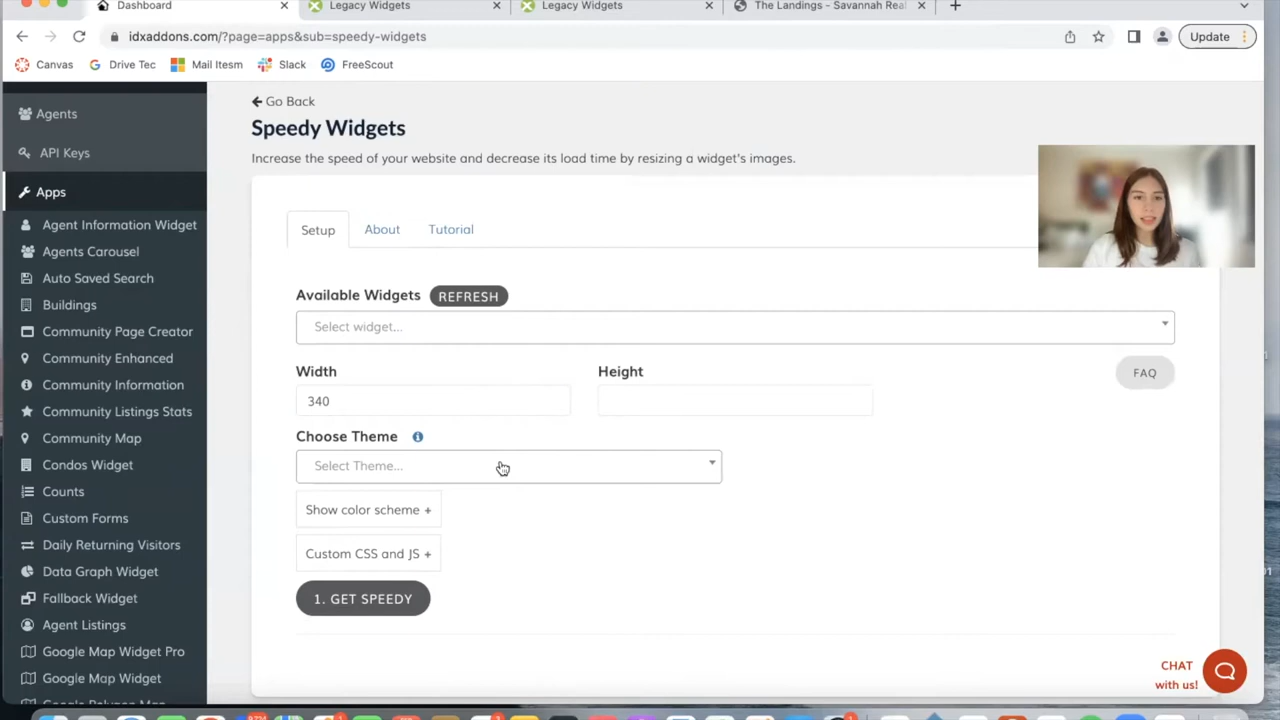 Dashboard
Legacy Widgets
Legacy Widgets
The Landings - Savannah Real
idxaddons.com/?page=apps&sub=speedy-widgets
Update
Canvas
Drive Tec
Mail Itesm
Slack
FreeScout
Agents
API Keys
Apps
Agent Information Widget
Agents Carousel
Auto Saved Search
Buildings
Community Page Creator
Community Enhanced
Community Information
Community Listings Stats
Community Map
Condos Widget
Counts
Custom Forms
Daily Returning Visitors
Data Graph Widget
Fallback Widget
Agent Listings
Google Map Widget Pro
Google Map Widget
Go Back
Speedy Widgets
Increase the speed of your website and decrease its load time by resizing a widget's images.
Setup
About
Tutorial
Available Widgets REFRESH
Select widget...
Width
Height
FAQ
340
Choose Theme
Select Theme...
Show color scheme +
Custom CSS and JS +
1. GET SPEEDY
CHAT
with us!